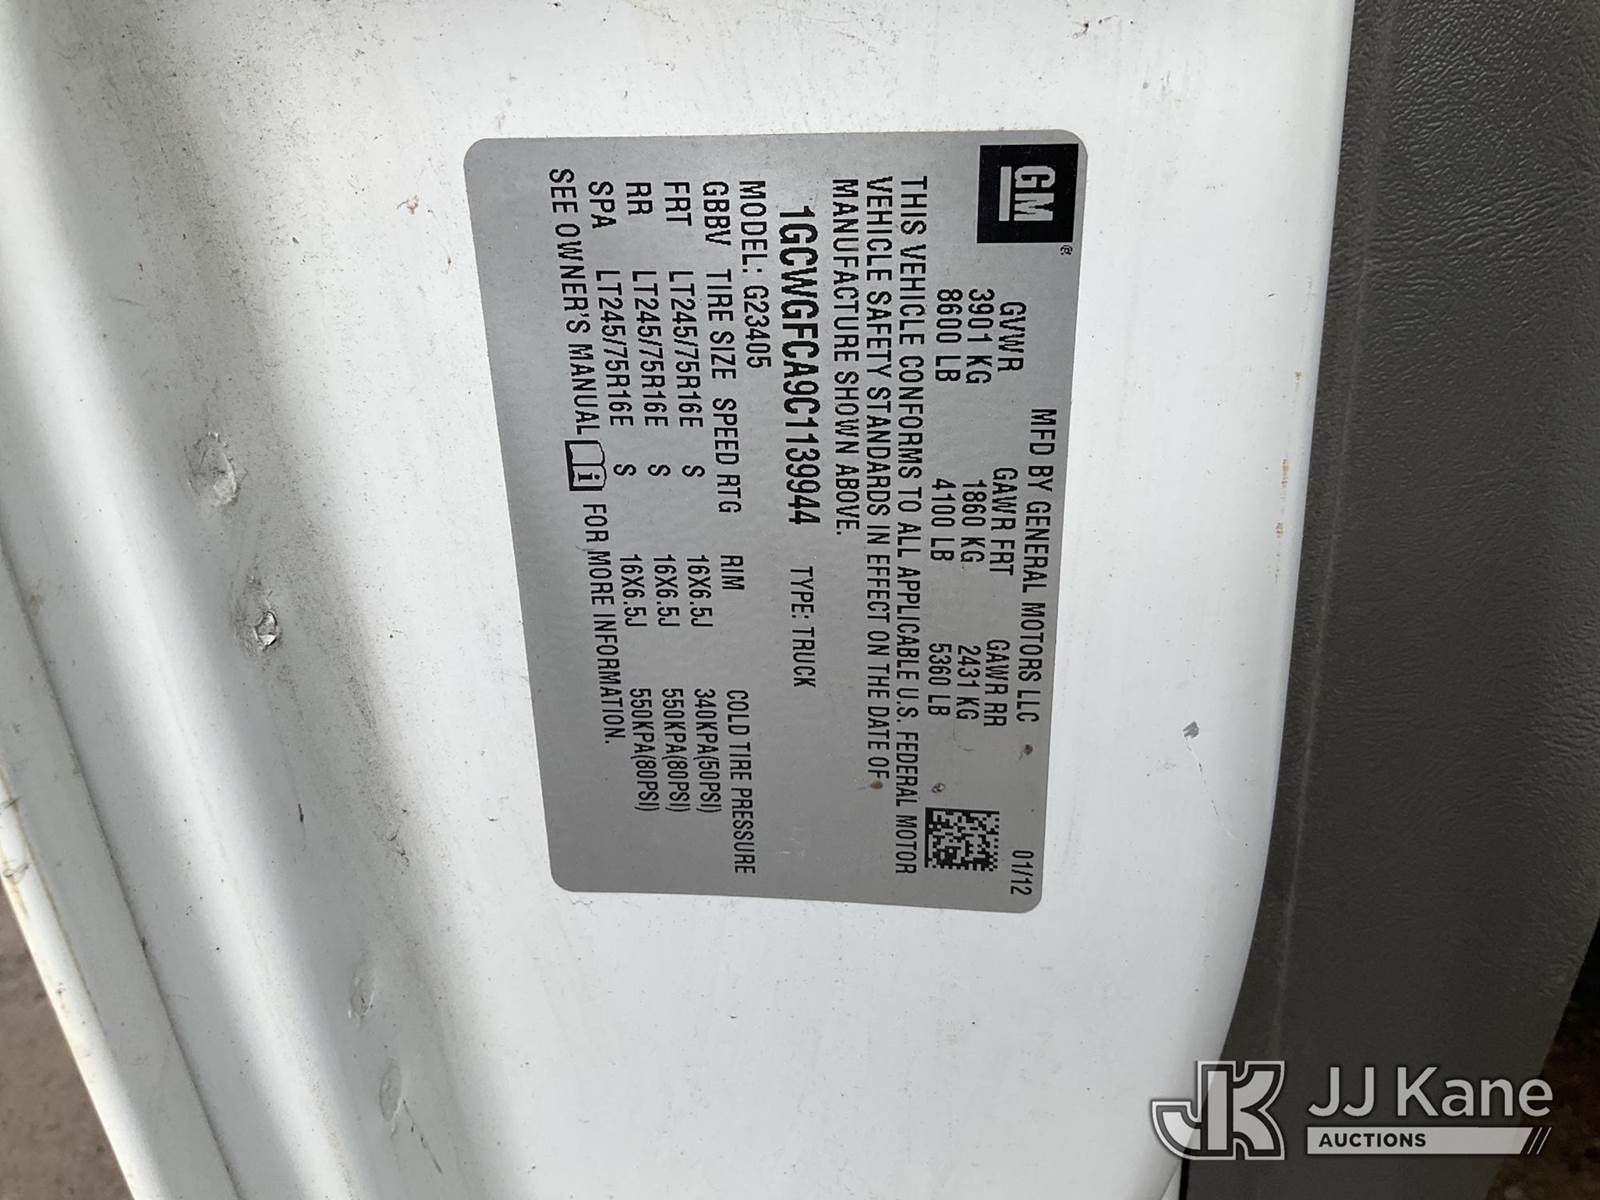 GM®
MFD BY GENERAL MOTORS LLC 01/12
GVWR GAWR FRT GAWR RR
3901 KG 1860 KG 2431 KG
8600 LB 4100 LB 5360 LB
THIS VEHICLE CONFORMS TO ALL APPLICABLE U.S. FEDERAL MOTOR
VEHICLE SAFETY STANDARDS IN EFFECT ON THE DATE OF
MANUFACTURE SHOWN ABOVE.
1GCWGFCA9C1139944 TYPE: TRUCK
MODEL: G23405
GBBV TIRE SIZE SPEED RTG RIM COLD TIRE PRESSURE
FRT LT245/75R16E S 16X6.5J 340KPA(50PSI)
RR LT245/75R16E S 16X6.5J 550KPA(80PSI)
SPA LT245/75R16E S 16X6.5J 550KPA(80PSI)
SEE OWNER'S MANUAL i FOR MORE INFORMATION.
JK JJ Kane
AUCTIONS